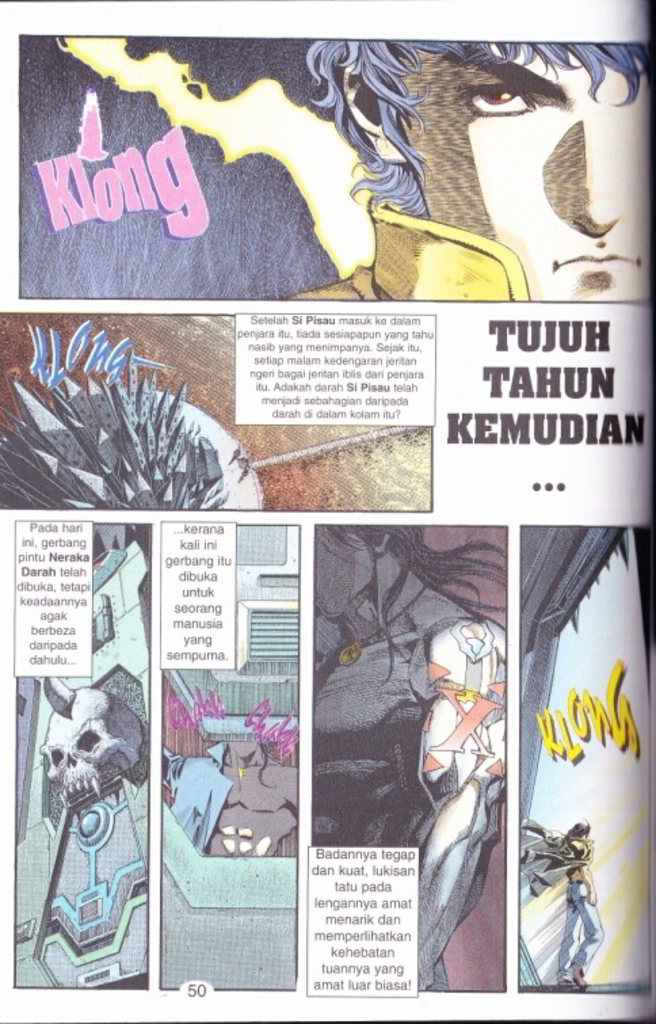 Klong
KLONG
Setelah Si Pisau masuk ke dalam
penjara itu, tiada sesiapapun yang tahu
nasib yang menimpanya. Sejak itu,
setiap malam kedengaran jeritan
ngeri bagai jeritan iblis dari penjara
itu. Adakah darah Si Pisau telah
menjadi sebahagian daripada
darah di dalam kolam itu?
TUJUH
TAHUN
KEMUDIAN
...
Pada hari
ini, gerbang
pintu Neraka
Darah telah
dibuka, tetapi
keadaannya
agak
berbeza
daripada
dahulu...
...kerana
kali ini
gerbang itu
dibuka
untuk
seorang
manusia
yang
sempurna.
Badannya tegap
dan kuat, lukisan
tatu pada
lengannya amat
menarik dan
memperlihatkan
kehebatan
tuannya yang
amat luar biasa!
KLONG
50